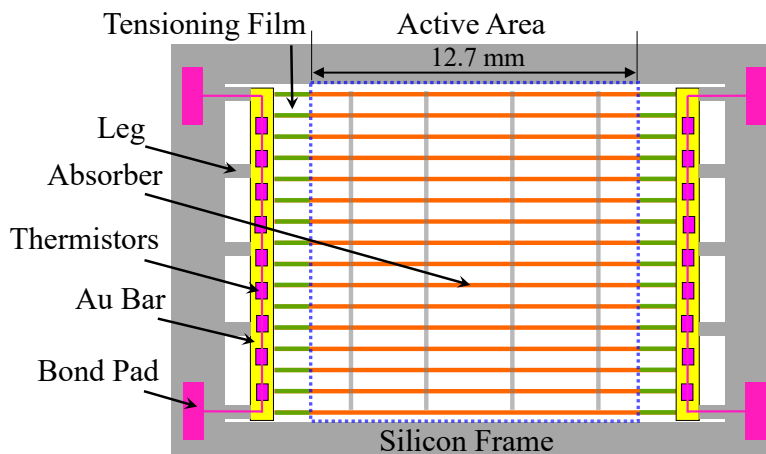 Tensioning Film
Active Area
12.7 mm
Leg
Absorber
Thermistors
Au Bar
Bond Pad
Silicon Frame